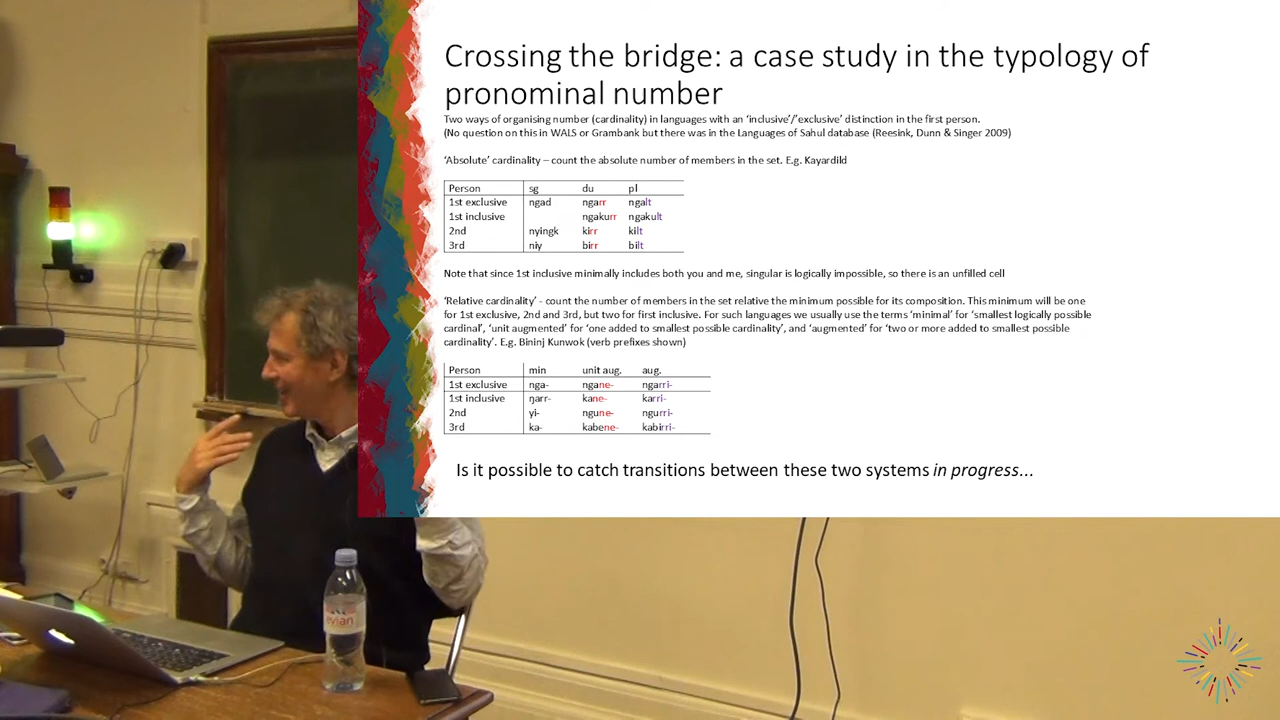 Crossing the bridge: a case study in the typology of
pronominal number
Two ways of organising number (cardinality) in languages with an ‘inclusive’/’exclusive’ distinction in the first person.
(No question on this in WALS or Grambank but there was in the Languages of Sahul database (Reesink, Dunn & Singer 2009)
‘Absolute’ cardinality – count the absolute number of members in the set. E.g. Kayardild
Person sg du pl
1st exclusive ngad ngarr ngalt
1st inclusive ngakurr ngakult
2nd nyingk kirr kilt
3rd niy birr bilt
Note that since 1st inclusive minimally includes both you and me, singular is logically impossible, so there is an unfilled cell
‘Relative cardinality’ - count the number of members in the set relative the minimum possible for its composition. This minimum will be one
for 1st exclusive, 2nd and 3rd, but two for first inclusive. For such languages we usually use the terms ‘minimal’ for ‘smallest logically possible
cardinal’, ‘unit augmented’ for ‘one added to smallest possible cardinality’, and ‘augmented’ for ‘two or more added to smallest possible
cardinality’. E.g. Bininj Kunwok (verb prefixes shown)
Person min unit aug. aug.
1st exclusive nga- ngane- ngarri-
1st inclusive ŋarr- kane- karri-
2nd yi- ngune- ngurri-
3rd ka- kabene- kabirri-
Is it possible to catch transitions between these two systems in progress...
evian